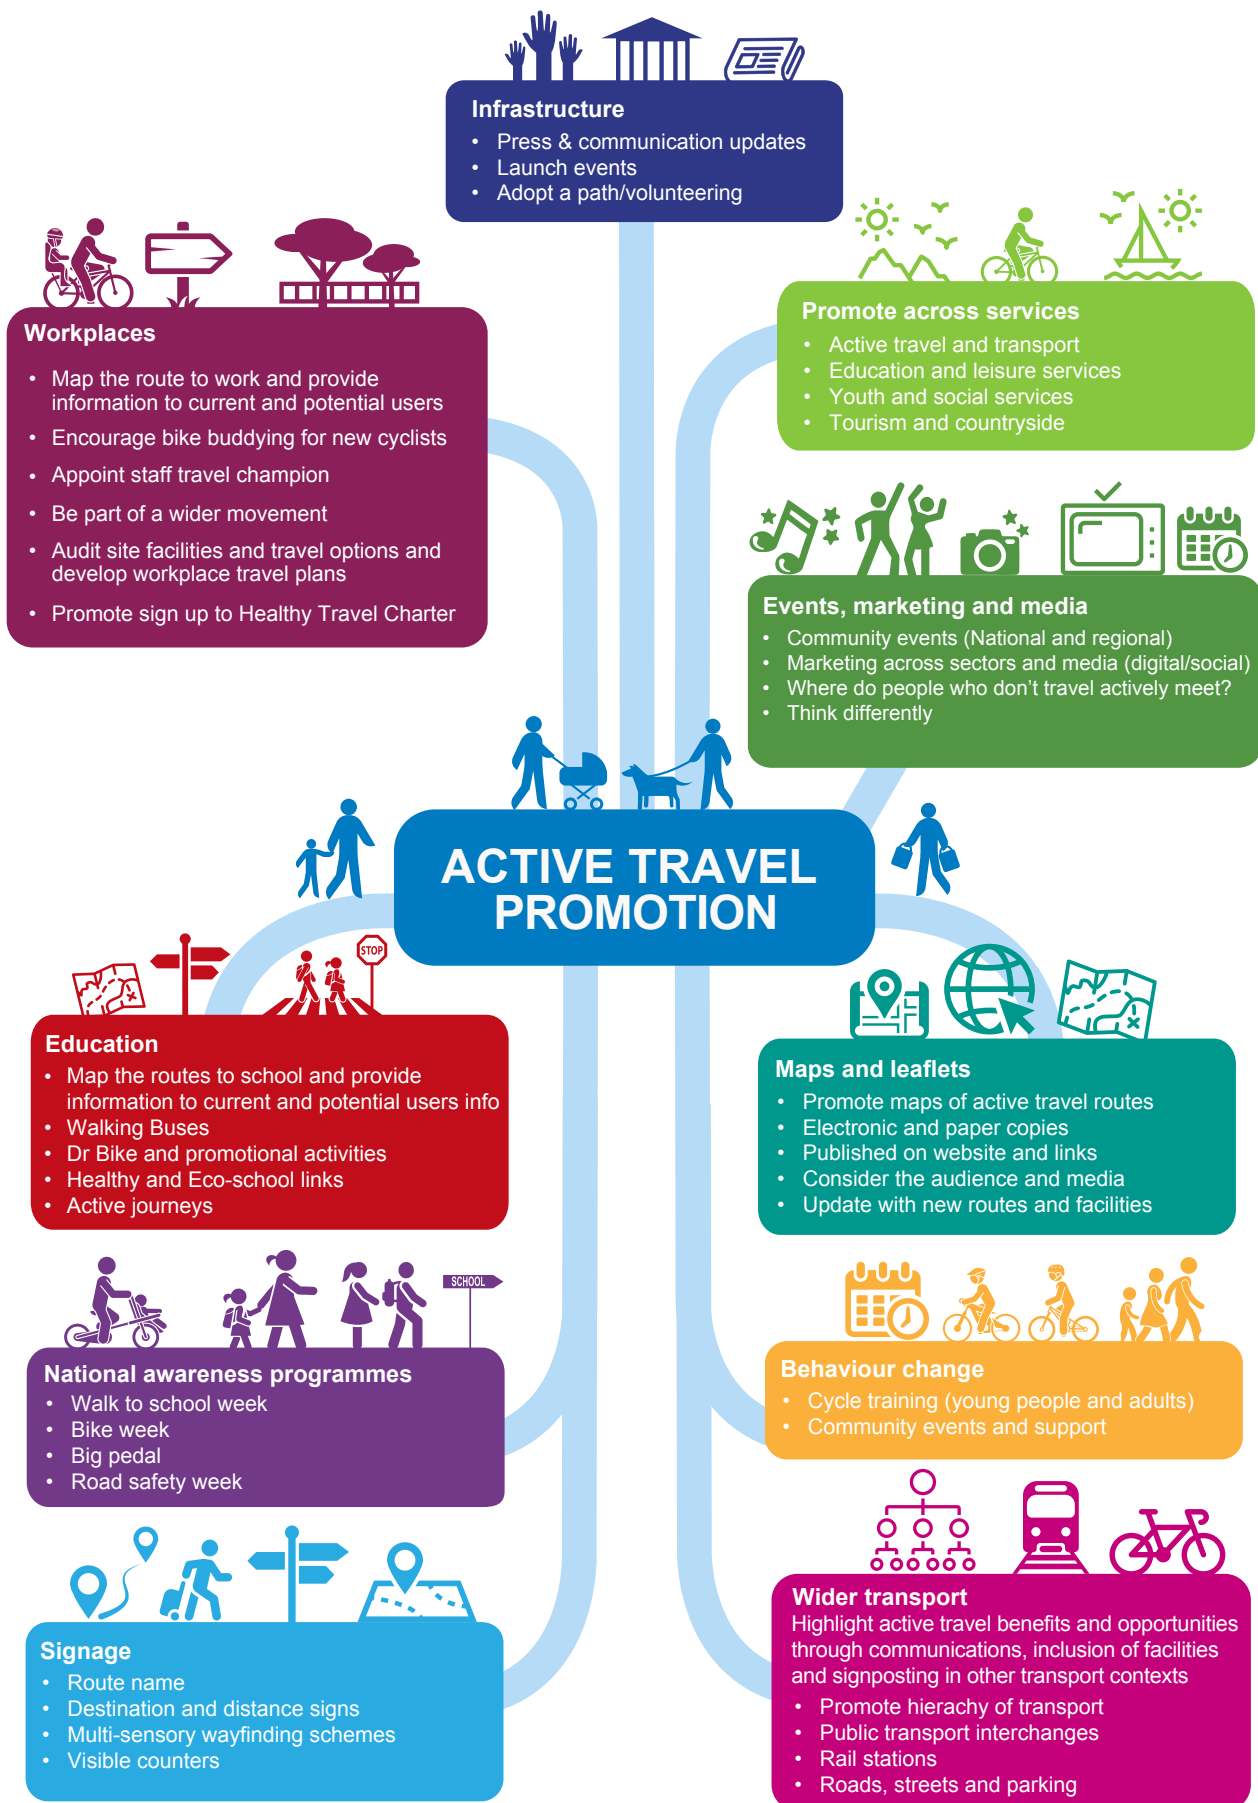 Infrastructure
• Press & communication updates
• Launch events
• Adopt a path/volunteering
Workplaces
• Map the route to work and provide
information to current and potential users
• Encourage bike buddying for new cyclists
• Appoint staff travel champion
• Be part of a wider movement
• Audit site facilities and travel options and
develop workplace travel plans
• Promote sign up to Healthy Travel Charter
Promote across services
• Active travel and transport
• Education and leisure services
• Youth and social services
• Tourism and countryside
Events, marketing and media
• Community events (National and regional)
• Marketing across sectors and media (digital/social)
• Where do people who don't travel actively meet?
• Think differently
ACTIVE TRAVEL
PROMOTION
STOP
Education
• Map the routes to school and provide
information to current and potential users info
• Walking Buses
• Dr Bike and promotional activities
• Healthy and Eco-school links
• Active journeys
Maps and leaflets
• Promote maps of active travel routes
• Electronic and paper copies
• Published on website and links
• Consider the audience and media
• Update with new routes and facilities
SCHOOL
National awareness programmes
• Walk to school week
• Bike week
• Big pedal
• Road safety week
Behaviour change
• Cycle training (young people and adults)
• Community events and support
Signage
• Route name
• Destination and distance signs
• Multi-sensory wayfinding schemes
• Visible counters
Wider transport
Highlight active travel benefits and opportunities
through communications, inclusion of facilities
and signposting in other transport contexts
• Promote hierachy of transport
• Public transport interchanges
• Rail stations
• Roads, streets and parking